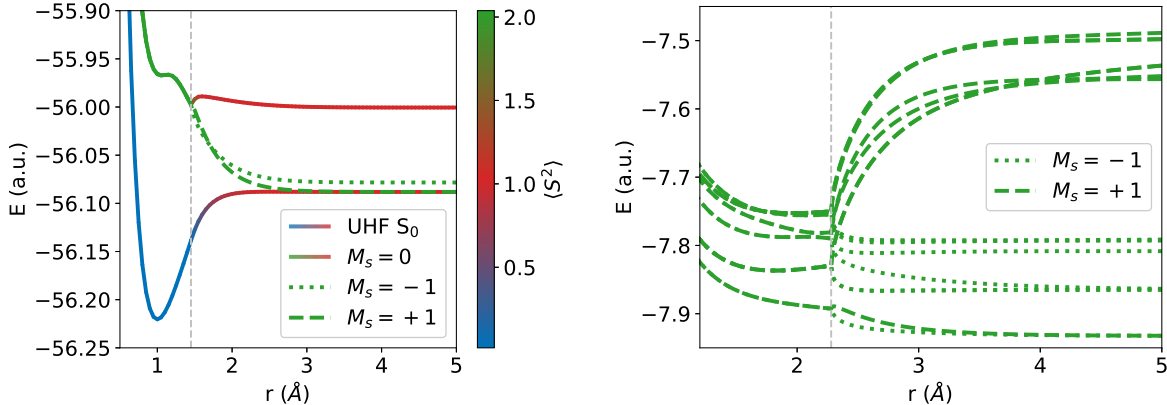 −55.90
−55.95
−56.00
−56.05
−56.10
−56.15
−56.20
−56.25
E (a.u.)
1
2
3
4
5
r (Å)
UHF S₀
Mₛ = 0
Mₛ = −1
Mₛ = +1
2.0
1.5
1.0
0.5
⟨S²⟩
−7.5
−7.6
−7.7
−7.8
−7.9
E (a.u.)
2
3
4
5
r (Å)
Mₛ = −1
Mₛ = +1